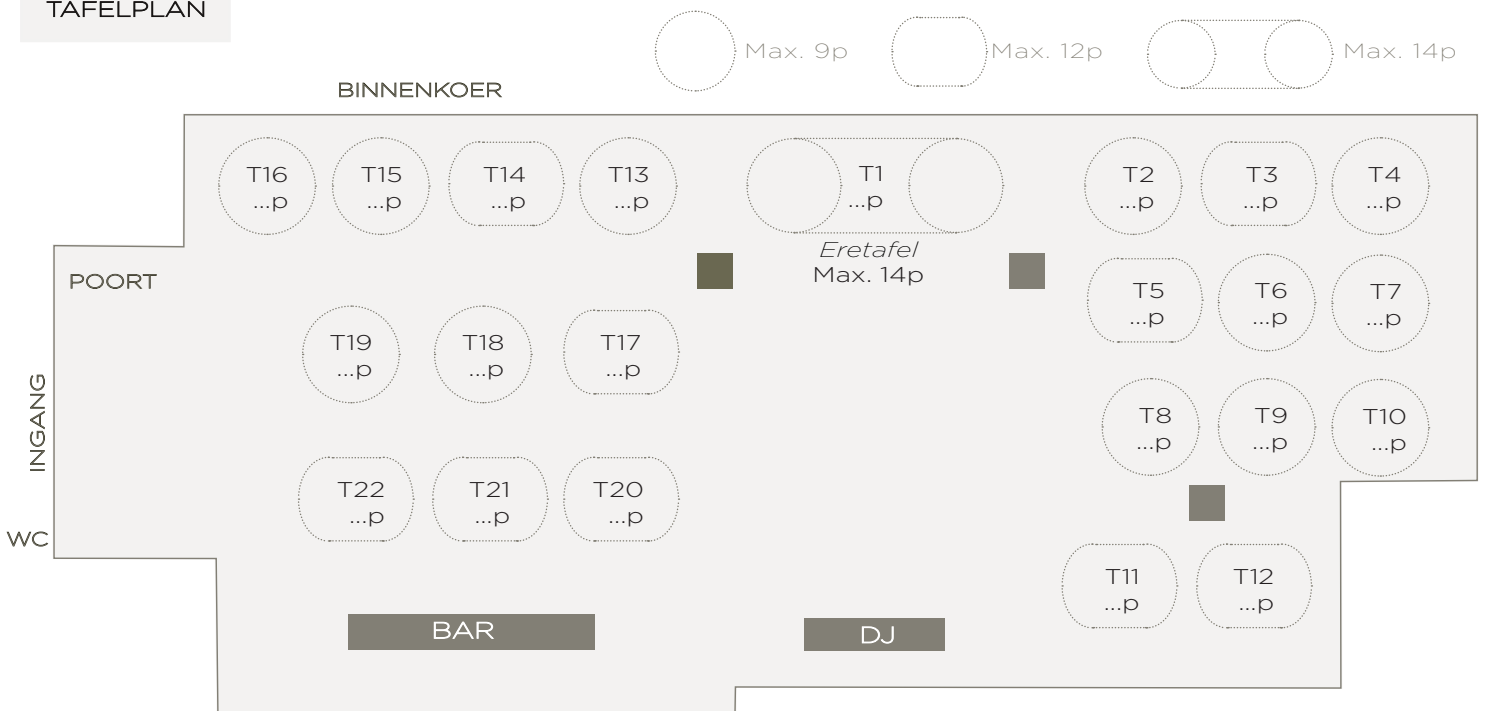 TAFELPLAN
Max. 9p
Max. 12p
Max. 14p
BINNENKOER
T16
...p
T15
...p
T14
...p
T13
...p
T1
...p
Eretafel
Max. 14p
T2
...p
T3
...p
T4
...p
POORT
T5
...p
T6
...p
T7
...p
T19
...p
T18
...p
T17
...p
INGANG
T8
...p
T9
...p
T10
...p
T22
...p
T21
...p
T20
...p
WC
T11
...p
T12
...p
BAR
DJ